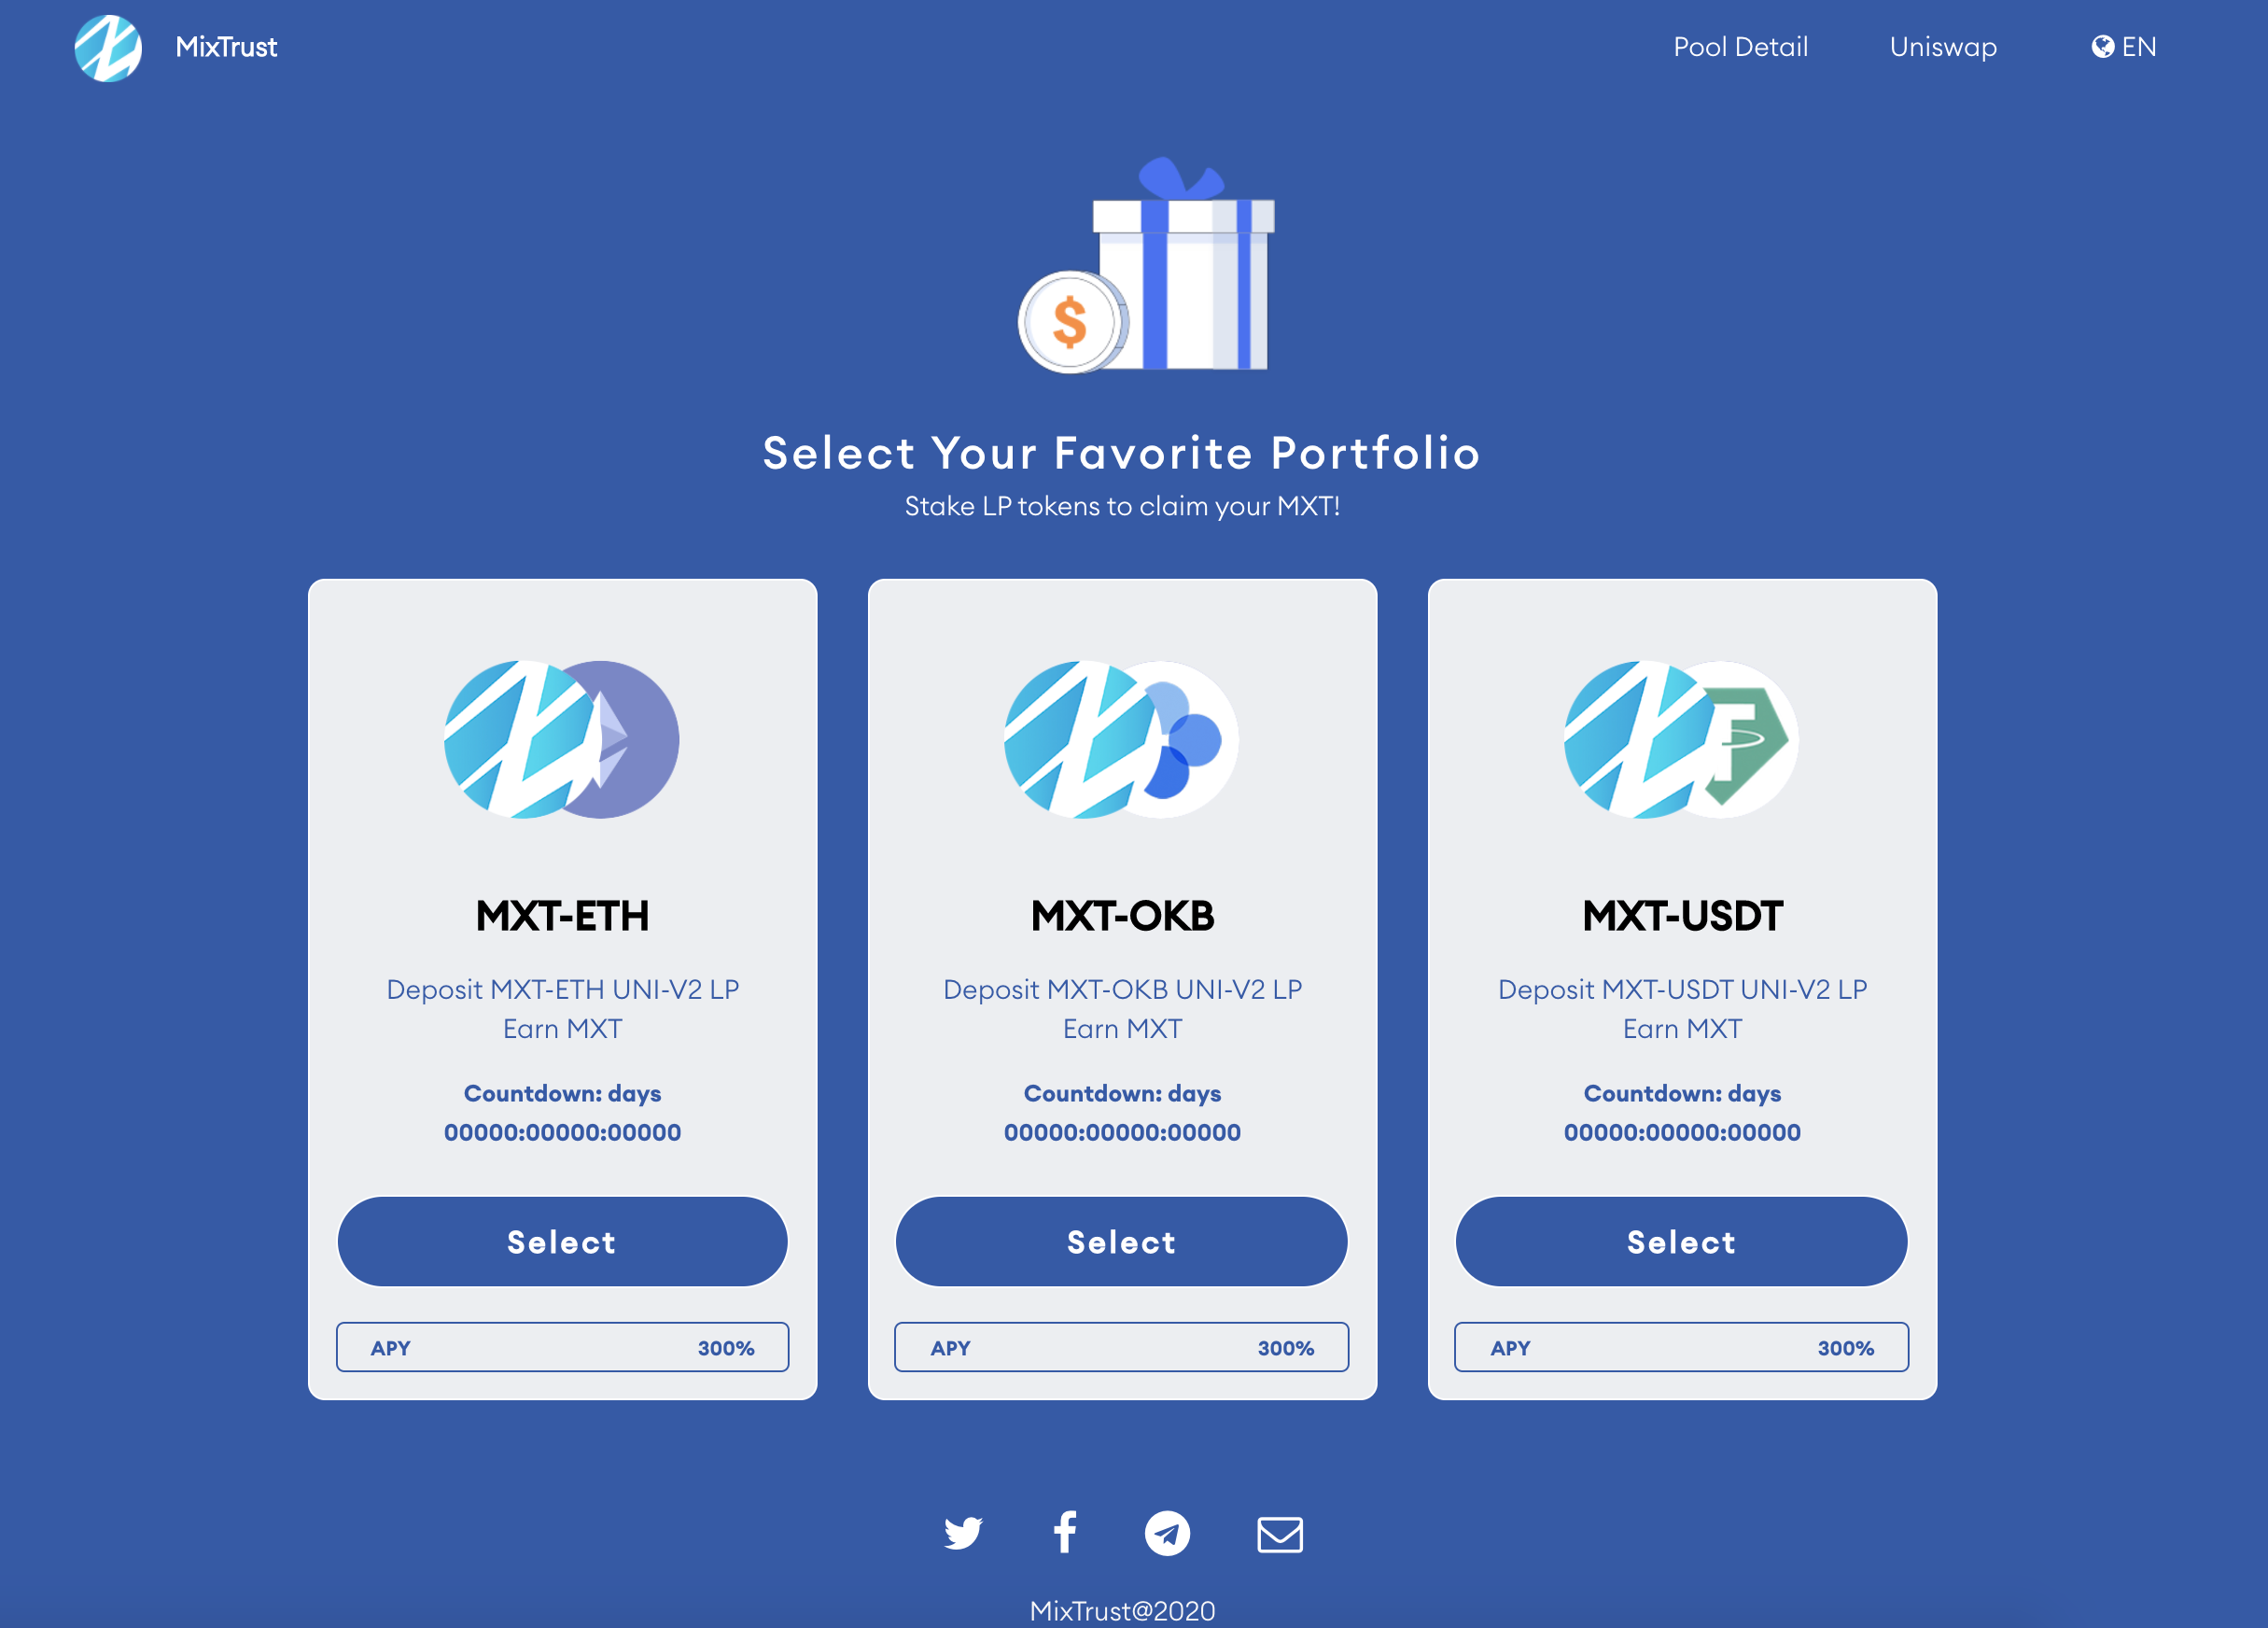 MixTrust
Pool Detail
Uniswap
EN
$
Select Your Favorite Portfolio
Stake LP tokens to claim your MXT!
MXT-ETH
Deposit MXT-ETH UNI-V2 LP
Earn MXT
Countdown: days
00000:00000:00000
Select
APY 300%
MXT-OKB
Deposit MXT-OKB UNI-V2 LP
Earn MXT
Countdown: days
00000:00000:00000
Select
APY 300%
MXT-USDT
Deposit MXT-USDT UNI-V2 LP
Earn MXT
Countdown: days
00000:00000:00000
Select
APY 300%
MixTrust@2020